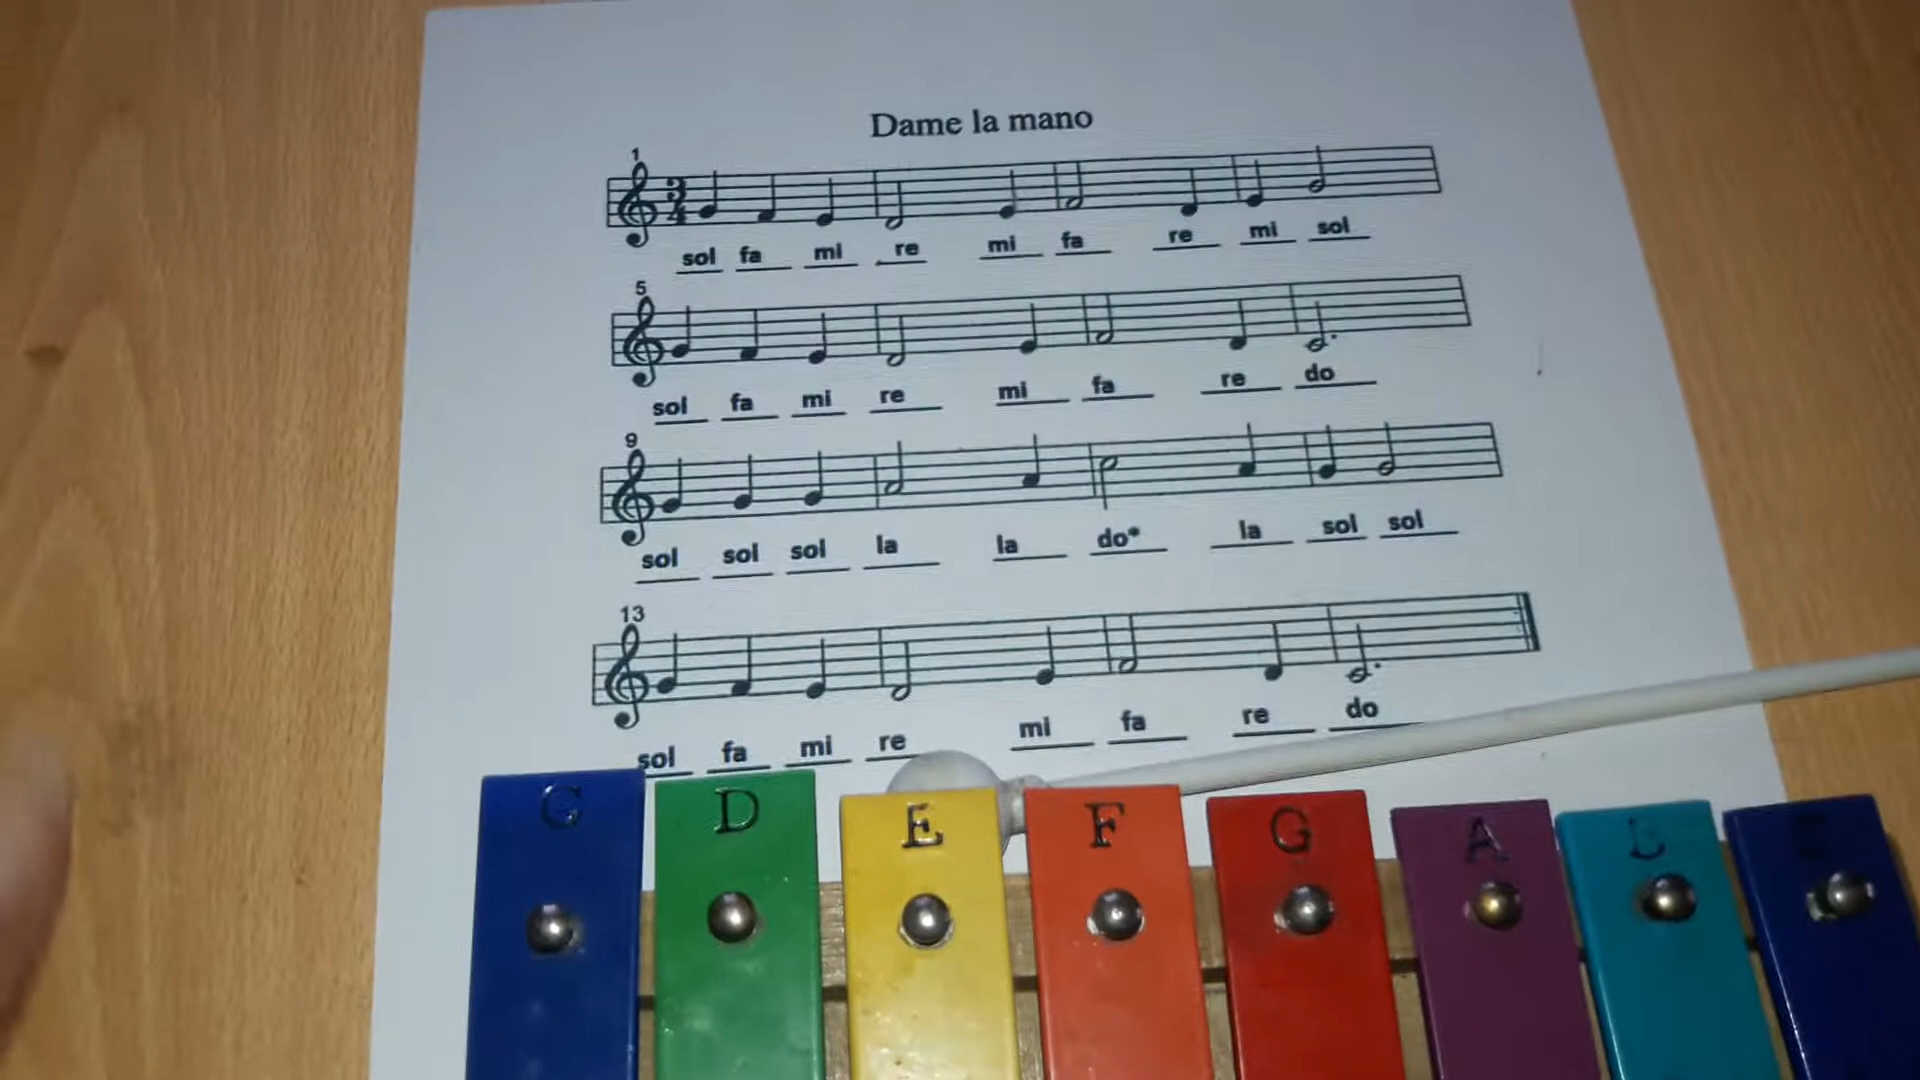 Dame la mano
1
3
4
sol fa mi re mi fa re mi sol
5
sol fa mi re mi fa re do
9
sol sol sol la la do* la sol sol
13
sol fa mi re mi fa re do
G D E F G A